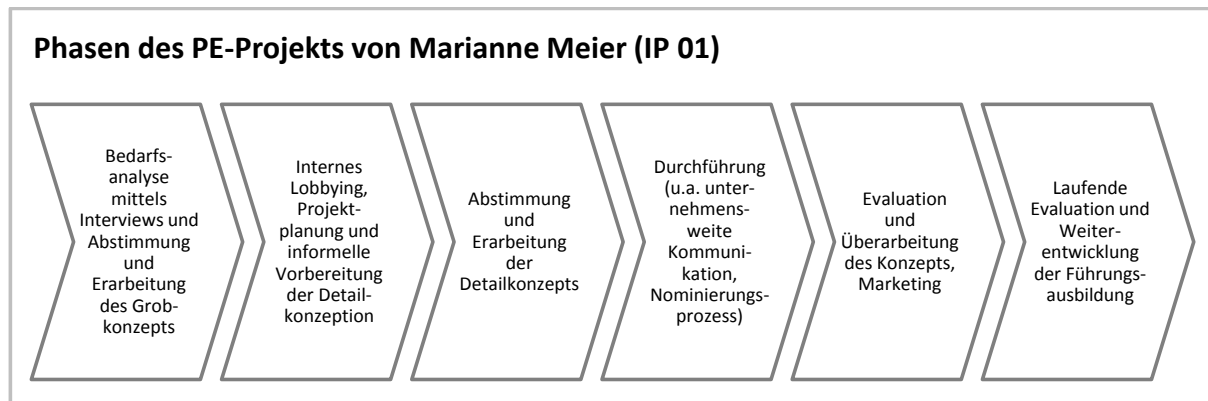 Phasen des PE-Projekts von Marianne Meier (IP 01)
Bedarfs-
analyse
mittels
Interviews und
Abstimmung
und
Erarbeitung
des Grob-
konzepts
Internes
Lobbying,
Projekt-
planung und
informelle
Vorbereitung
der Detail-
konzeption
Abstimmung
und
Erarbeitung
der
Detailkonzepts
Durchführung
(u.a. unter-
nehmens-
weite
Kommuni-
kation,
Nominierungs-
prozess)
Evaluation
und
Überarbeitung
des Konzepts,
Marketing
Laufende
Evaluation und
Weiter-
entwicklung
der Führungs-
ausbildung